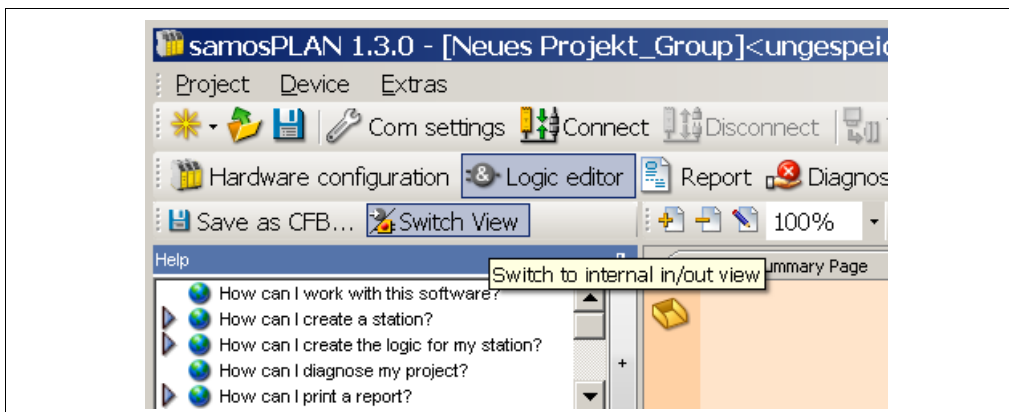 samosPLAN 1.3.0 - [Neues Projekt_Group]<ungespeic
Project Device Extras
Com settings Connect Disconnect
Hardware configuration & Logic editor Report Diagnos
Save as CFB... Switch View 100%
Help Summary Page
Switch to internal in/out view
How can I work with this software?
How can I create a station?
How can I create the logic for my station?
How can I diagnose my project?
+
How can I print a report?